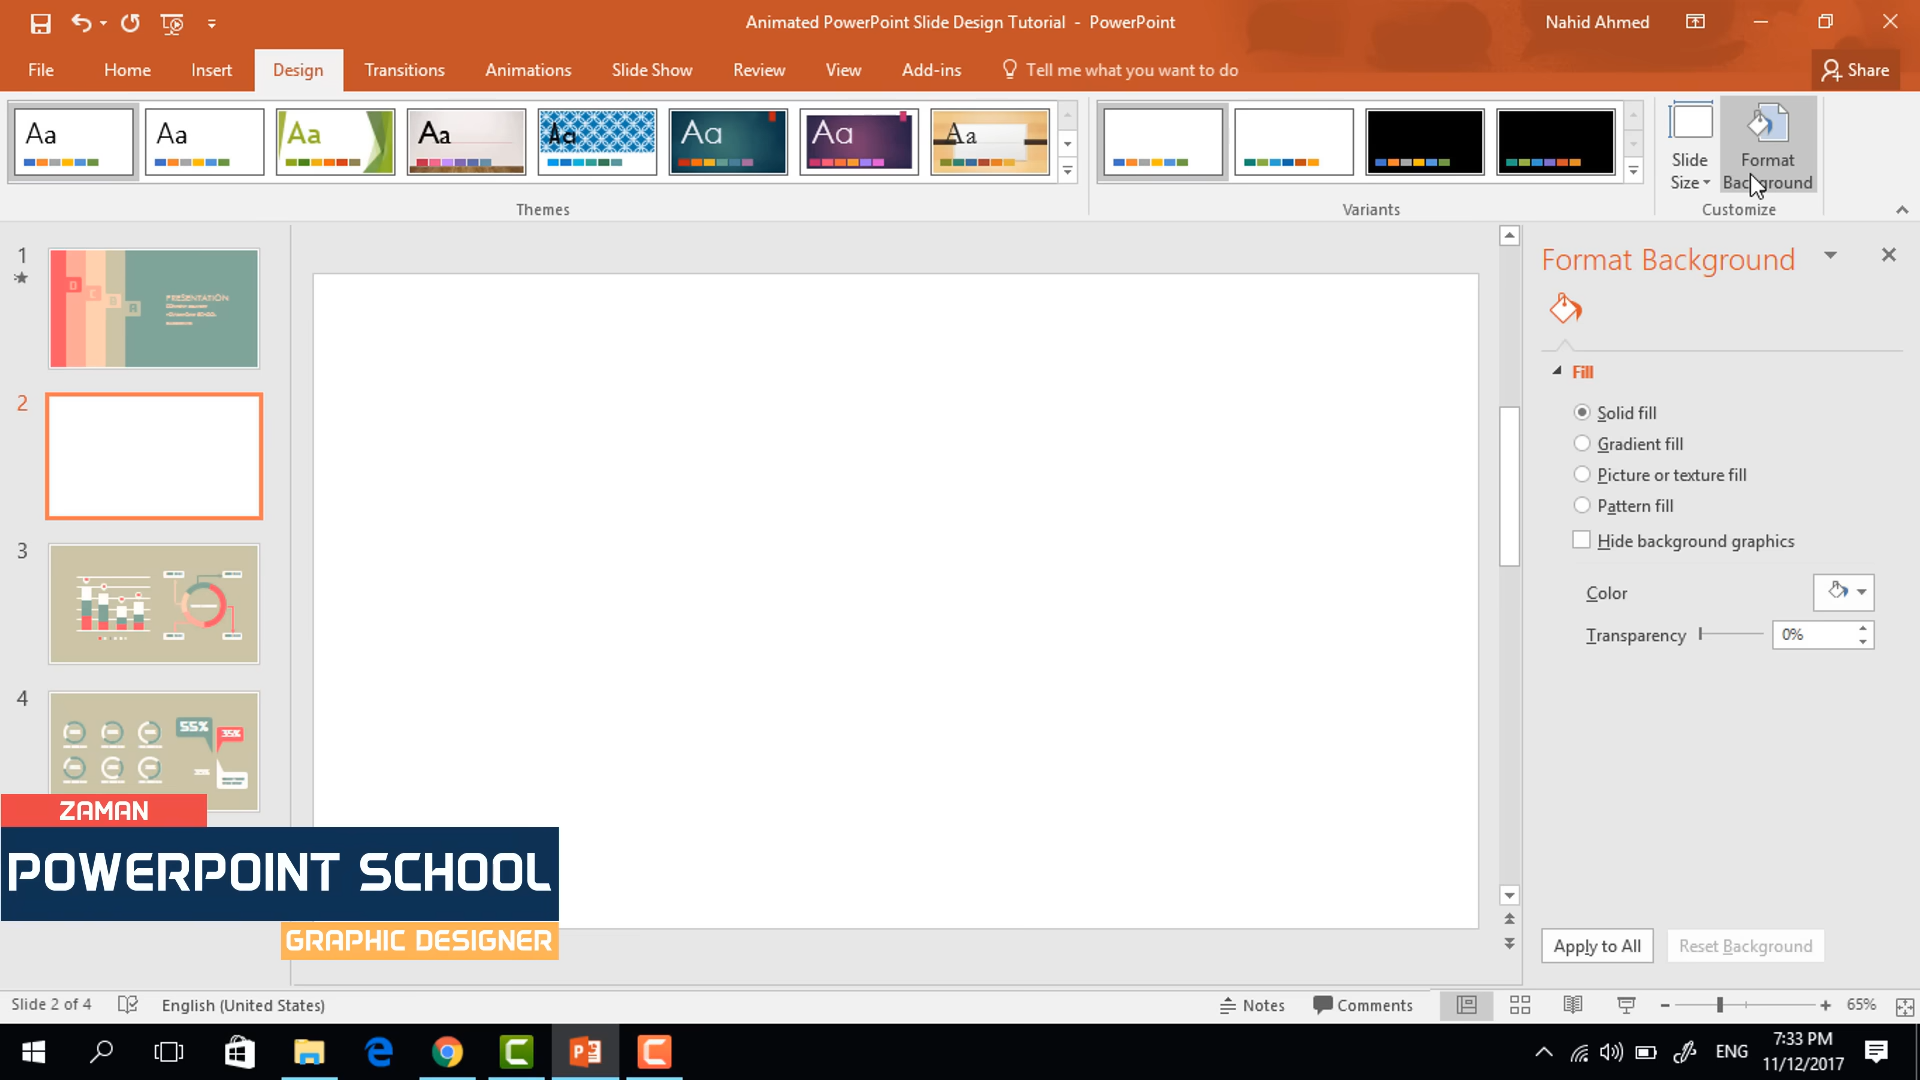 Animated PowerPoint Slide Design Tutorial - PowerPoint
Nahid Ahmed
File
Home
Insert
Design
Transitions
Animations
Slide Show
Review
View
Add-ins
Tell me what you want to do
Share
Aa
Aa
Aa
Aa
Aa
Aa
Aa
Aa
Slide
Size
Format
Background
Themes
Variants
Customize
1
D
C
B
A
PRESENTATION
2
3
4
55%
35%
Format Background
Fill
Solid fill
Gradient fill
Picture or texture fill
Pattern fill
Hide background graphics
Color
Transparency
0%
Apply to All
Reset Background
ZAMAN
POWERPOINT SCHOOL
GRAPHIC DESIGNER
Slide 2 of 4
English (United States)
Notes
Comments
65%
ENG
7:33 PM
11/12/2017